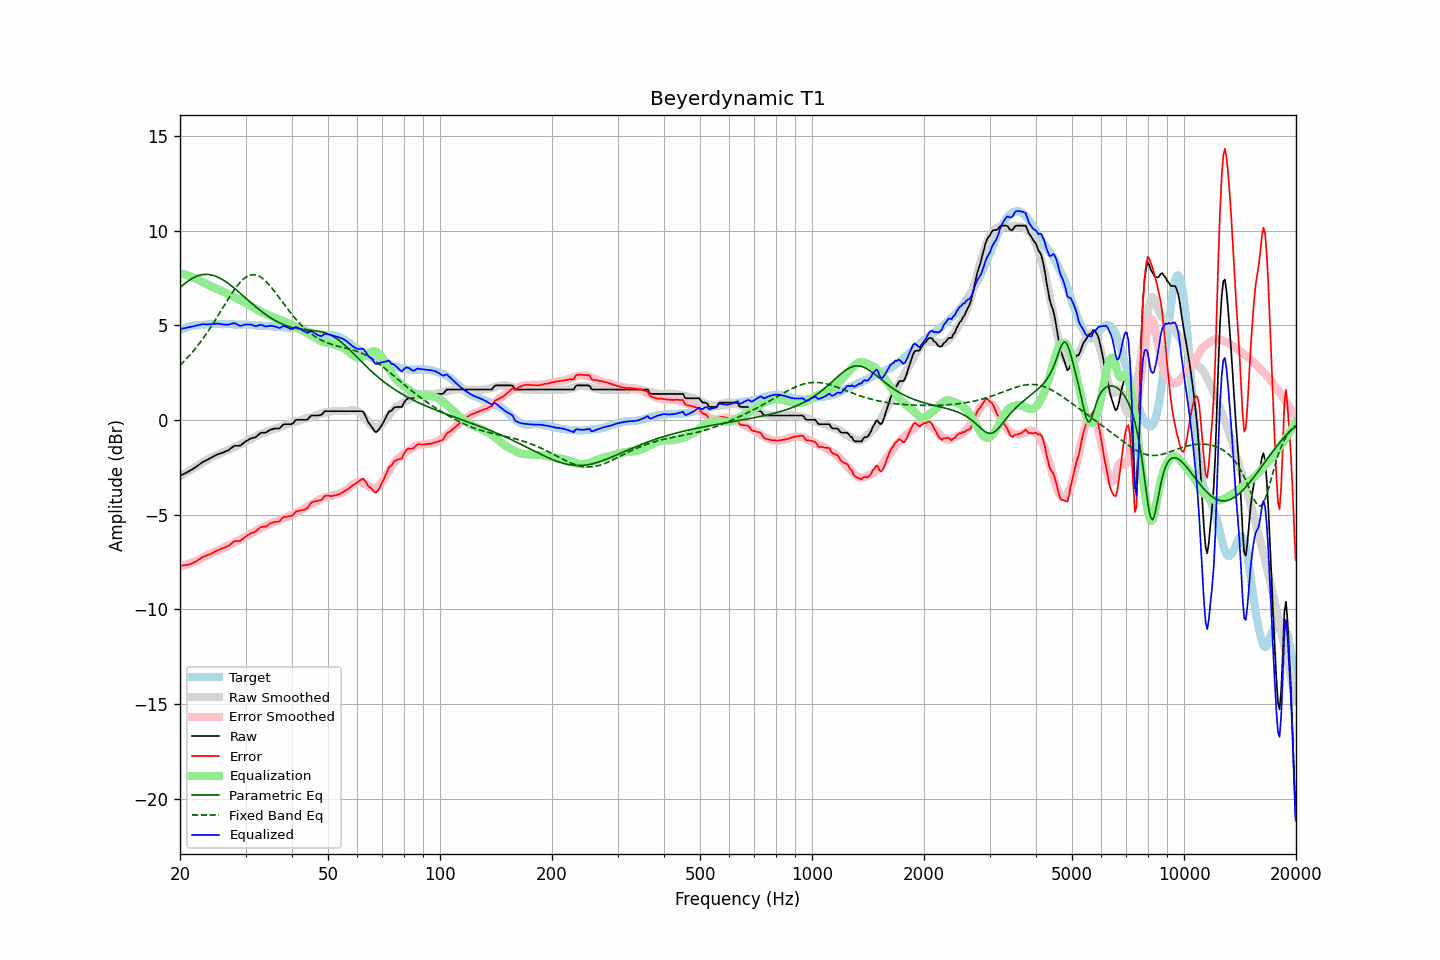 Beyerdynamic T1
15
10
5
0
−5
−10
−15
−20
Amplitude (dBr)
Target
Raw Smoothed
Error Smoothed
Raw
Error
Equalization
Parametric Eq
Fixed Band Eq
Equalized
20 50 100 200 500 1000 2000 5000 10000 20000
Frequency (Hz)